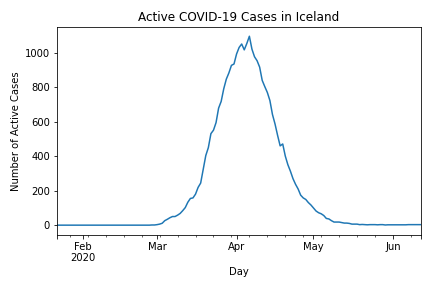 Active COVID-19 Cases in Iceland
Number of Active Cases
1000
800
600
400
200
0
Feb
2020
Mar
Apr
May
Jun
Day